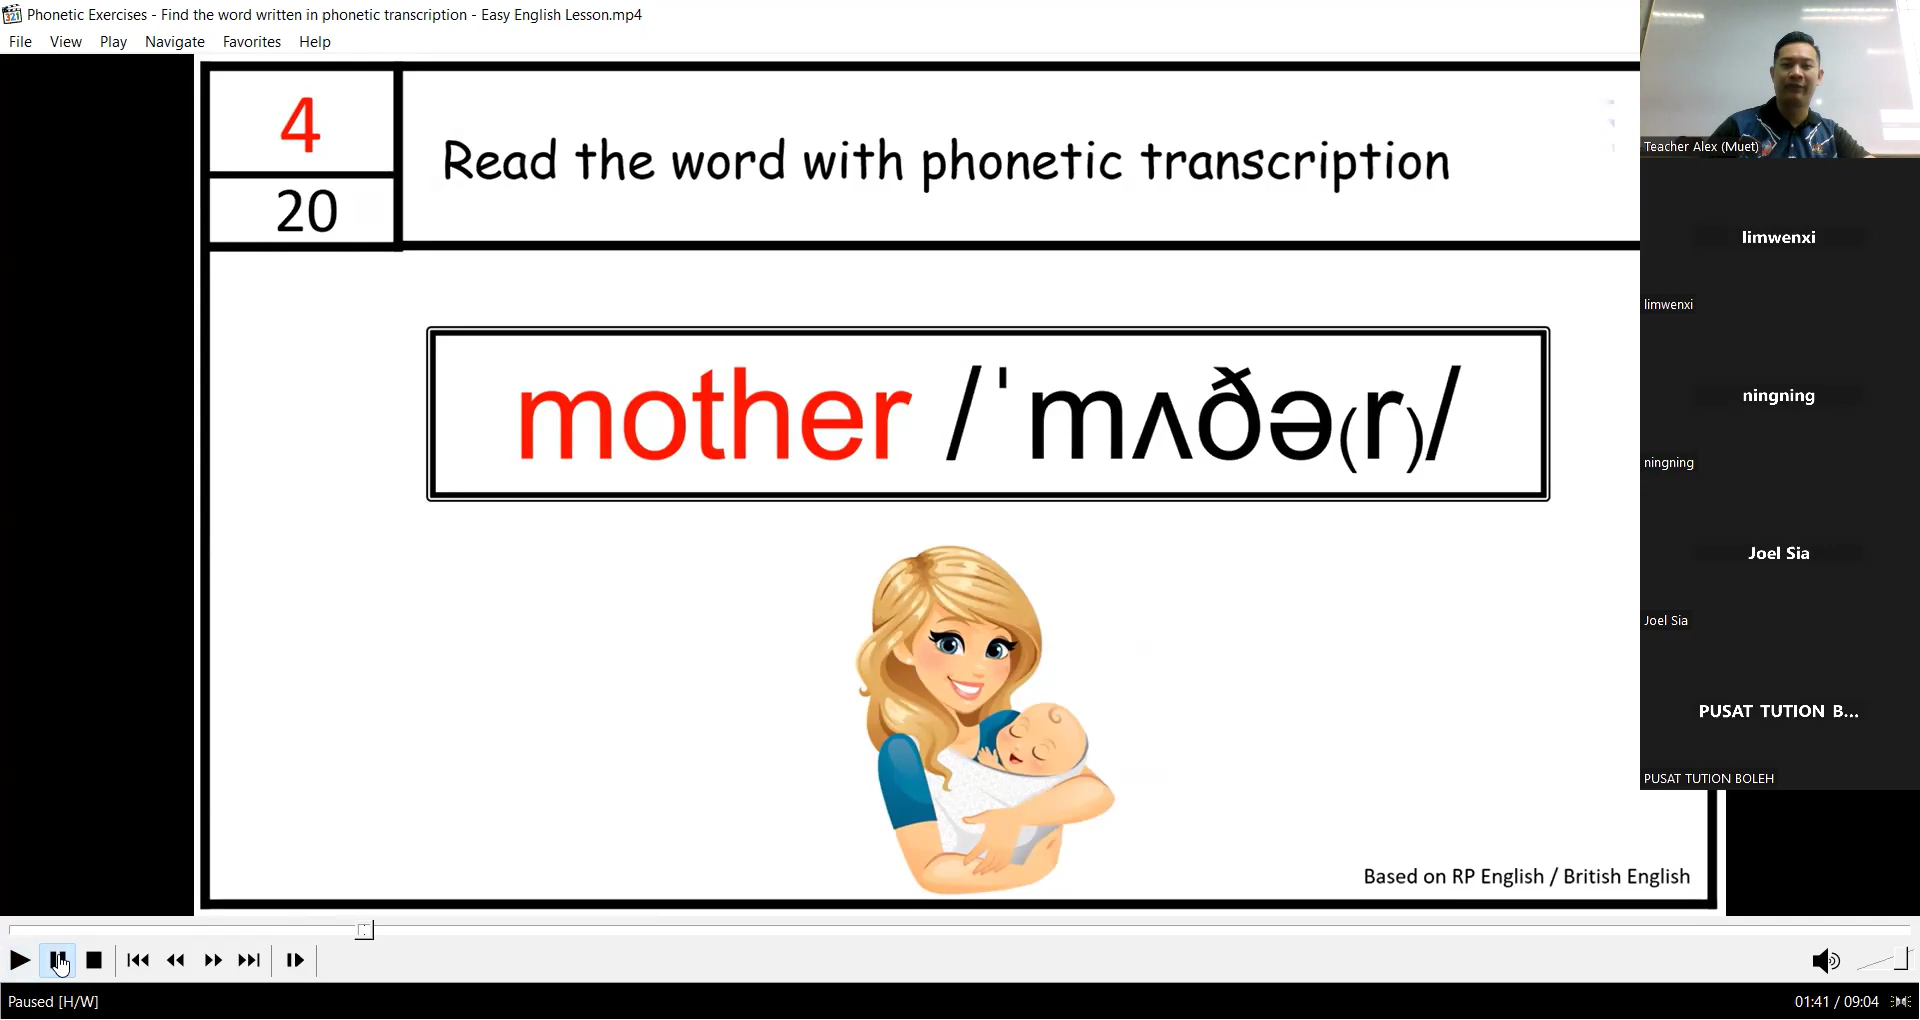 Phonetic Exercises - Find the word written in phonetic transcription - Easy English Lesson.mp4
File View Play Navigate Favorites Help
4
20
Read the word with phonetic transcription
mother /ˈmʌðə(r)/
Based on RP English / British English
Teacher Alex (Muet)
limwenxi
limwenxi
ningning
ningning
Joel Sia
Joel Sia
PUSAT TUTION B...
PUSAT TUTION BOLEH
Paused [H/W]
01:41 / 09:04